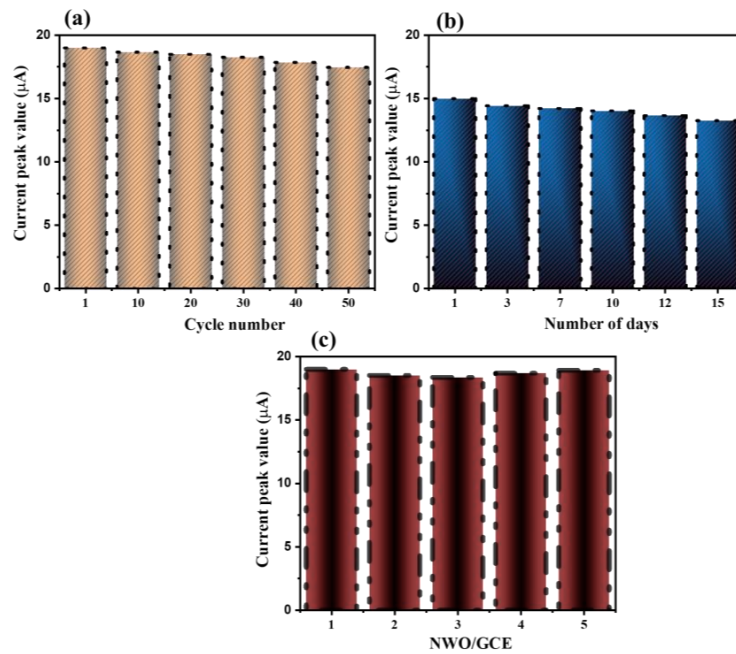 (a)
20
15
10
5
0
Current peak value (µA)
1 10 20 30 40 50
Cycle number
(b)
20
15
10
5
0
Current peak value (µA)
1 3 7 10 12 15
Number of days
(c)
20
15
10
5
0
Current peak value (µA)
1 2 3 4 5
NWO/GCE